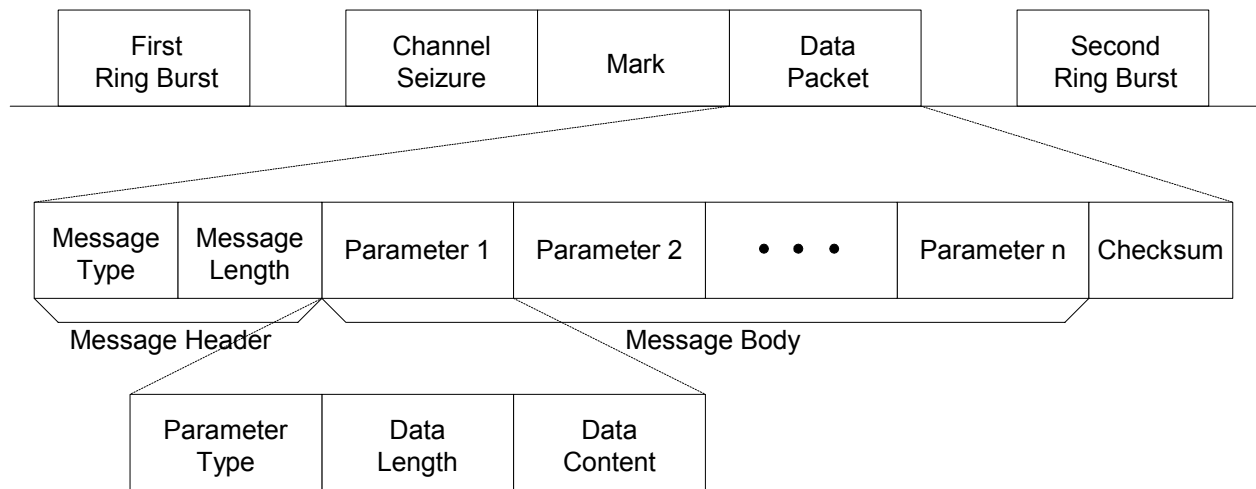 First
Ring Burst
Channel
Seizure
Mark
Data
Packet
Second
Ring Burst
Message
Type
Message
Length
Parameter 1
Parameter 2
• • •
Parameter n
Checksum
Message Header
Message Body
Parameter
Type
Data
Length
Data
Content